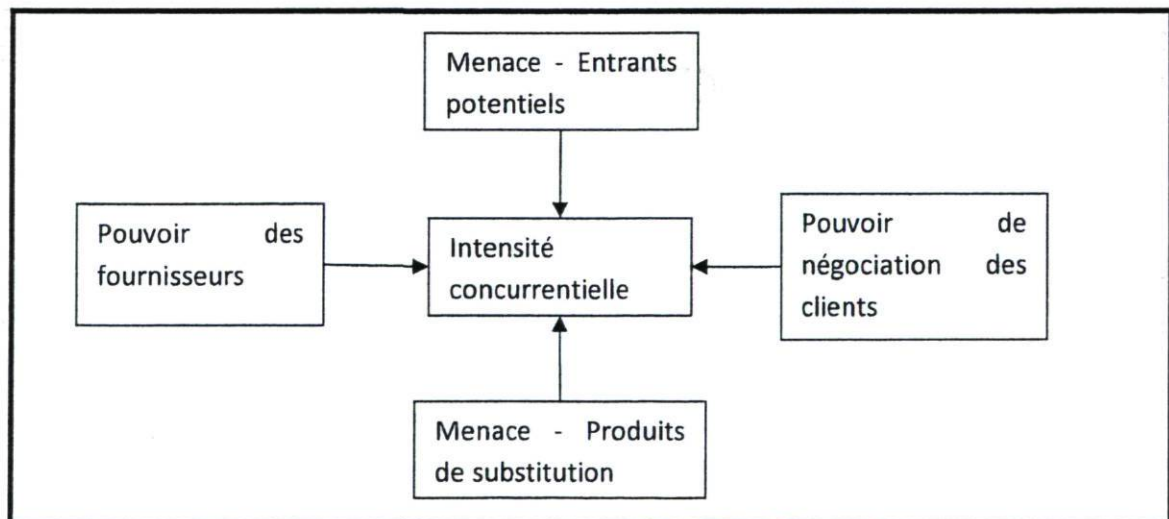 Menace - Entrants
potentiels
Pouvoir des
fournisseurs
Intensité
concurrentielle
Pouvoir de
négociation des
clients
Menace - Produits
de substitution